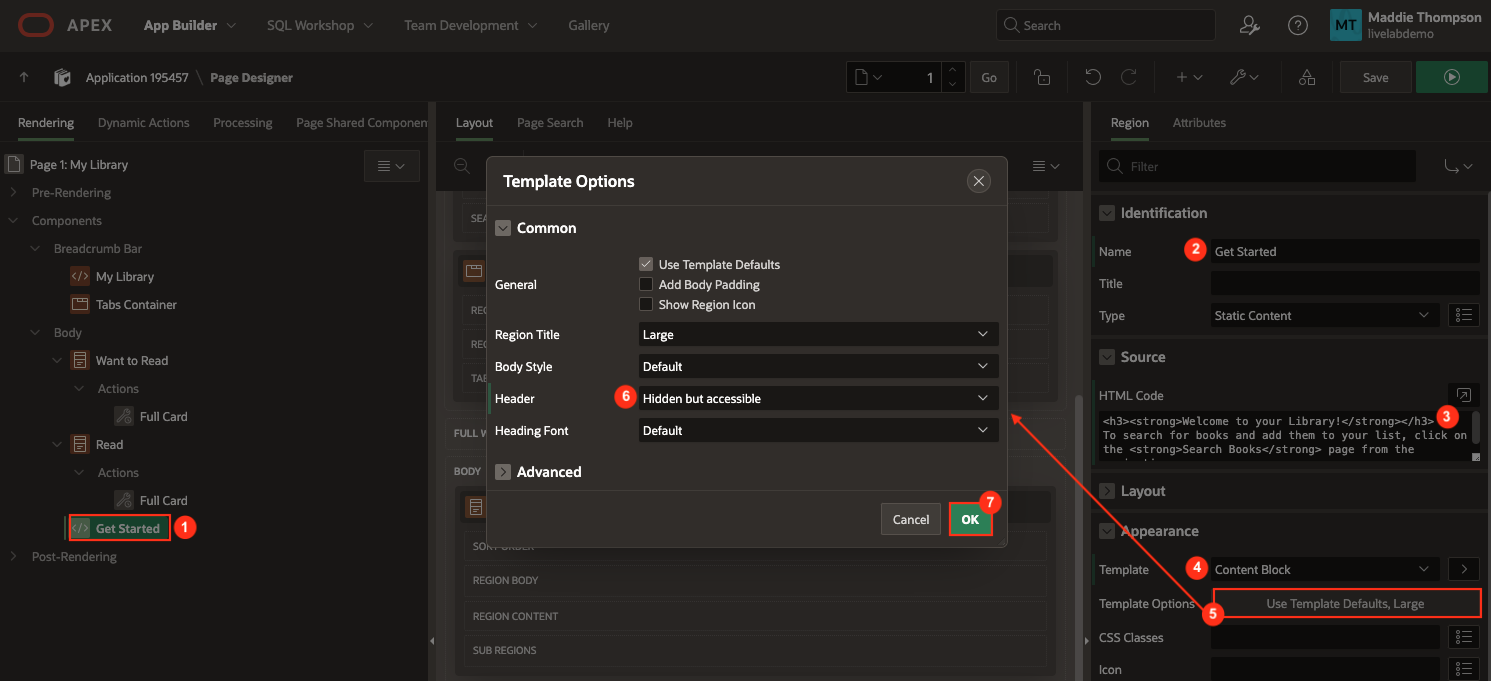 APEX
App Builder
SQL Workshop
Team Development
Gallery
Search
MT
Maddie Thompson
livelabdemo
Application 195457 \ Page Designer
1
Go
Save
Rendering
Dynamic Actions
Processing
Page Shared Componen
Layout
Page Search
Help
Region
Attributes
Page 1: My Library
Pre-Rendering
Components
Breadcrumb Bar
My Library
Tabs Container
Body
Want to Read
Actions
Full Card
Read
Actions
Full Card
Get Started
1
Post-Rendering
SEA
REG
REG
TAB
FULL W
BODY
SORT ORDER
REGION BODY
REGION CONTENT
SUB REGIONS
Template Options
Common
General
Use Template Defaults
Add Body Padding
Show Region Icon
Region Title
Large
Body Style
Default
Header
6
Hidden but accessible
Heading Font
Default
Advanced
Cancel
OK
7
Filter
Identification
Name
2
Get Started
Title
Type
Static Content
Source
HTML Code
3
<h3><strong>Welcome to your Library!</strong></h3>
To search for books and add them to your list, click on
the <strong>Search Books</strong> page from the
Layout
Appearance
Template
4
Content Block
Template Options
5
Use Template Defaults, Large
CSS Classes
Icon